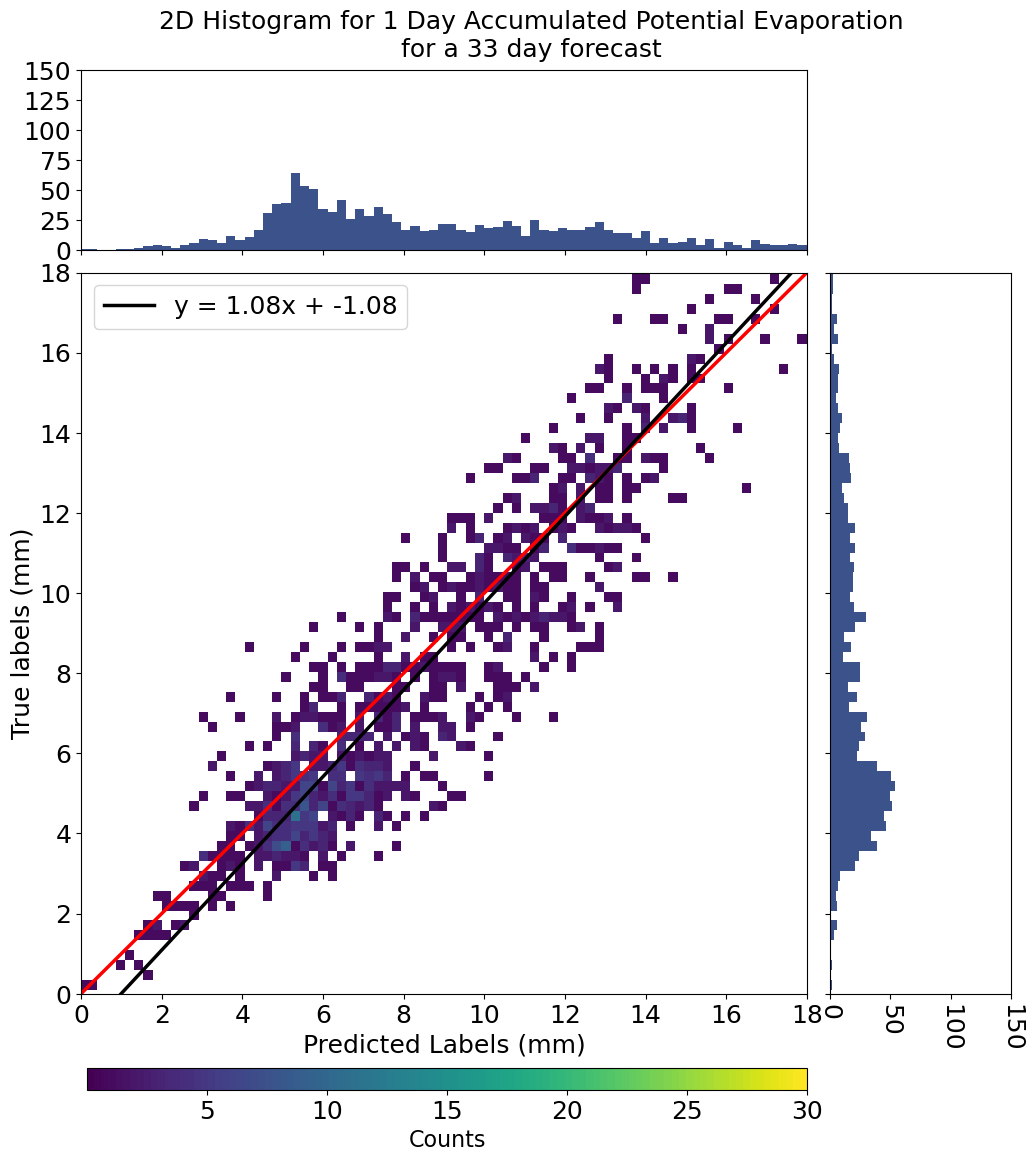 2D Histogram for 1 Day Accumulated Potential Evaporation
for a 33 day forecast
150
125
100
75
50
25
0
18
16
14
12
10
8
6
4
2
0
True labels (mm)
y = 1.08x + -1.08
0 2 4 6 8 10 12 14 16 18
Predicted Labels (mm)
0 50 100 150
5 10 15 20 25 30
Counts